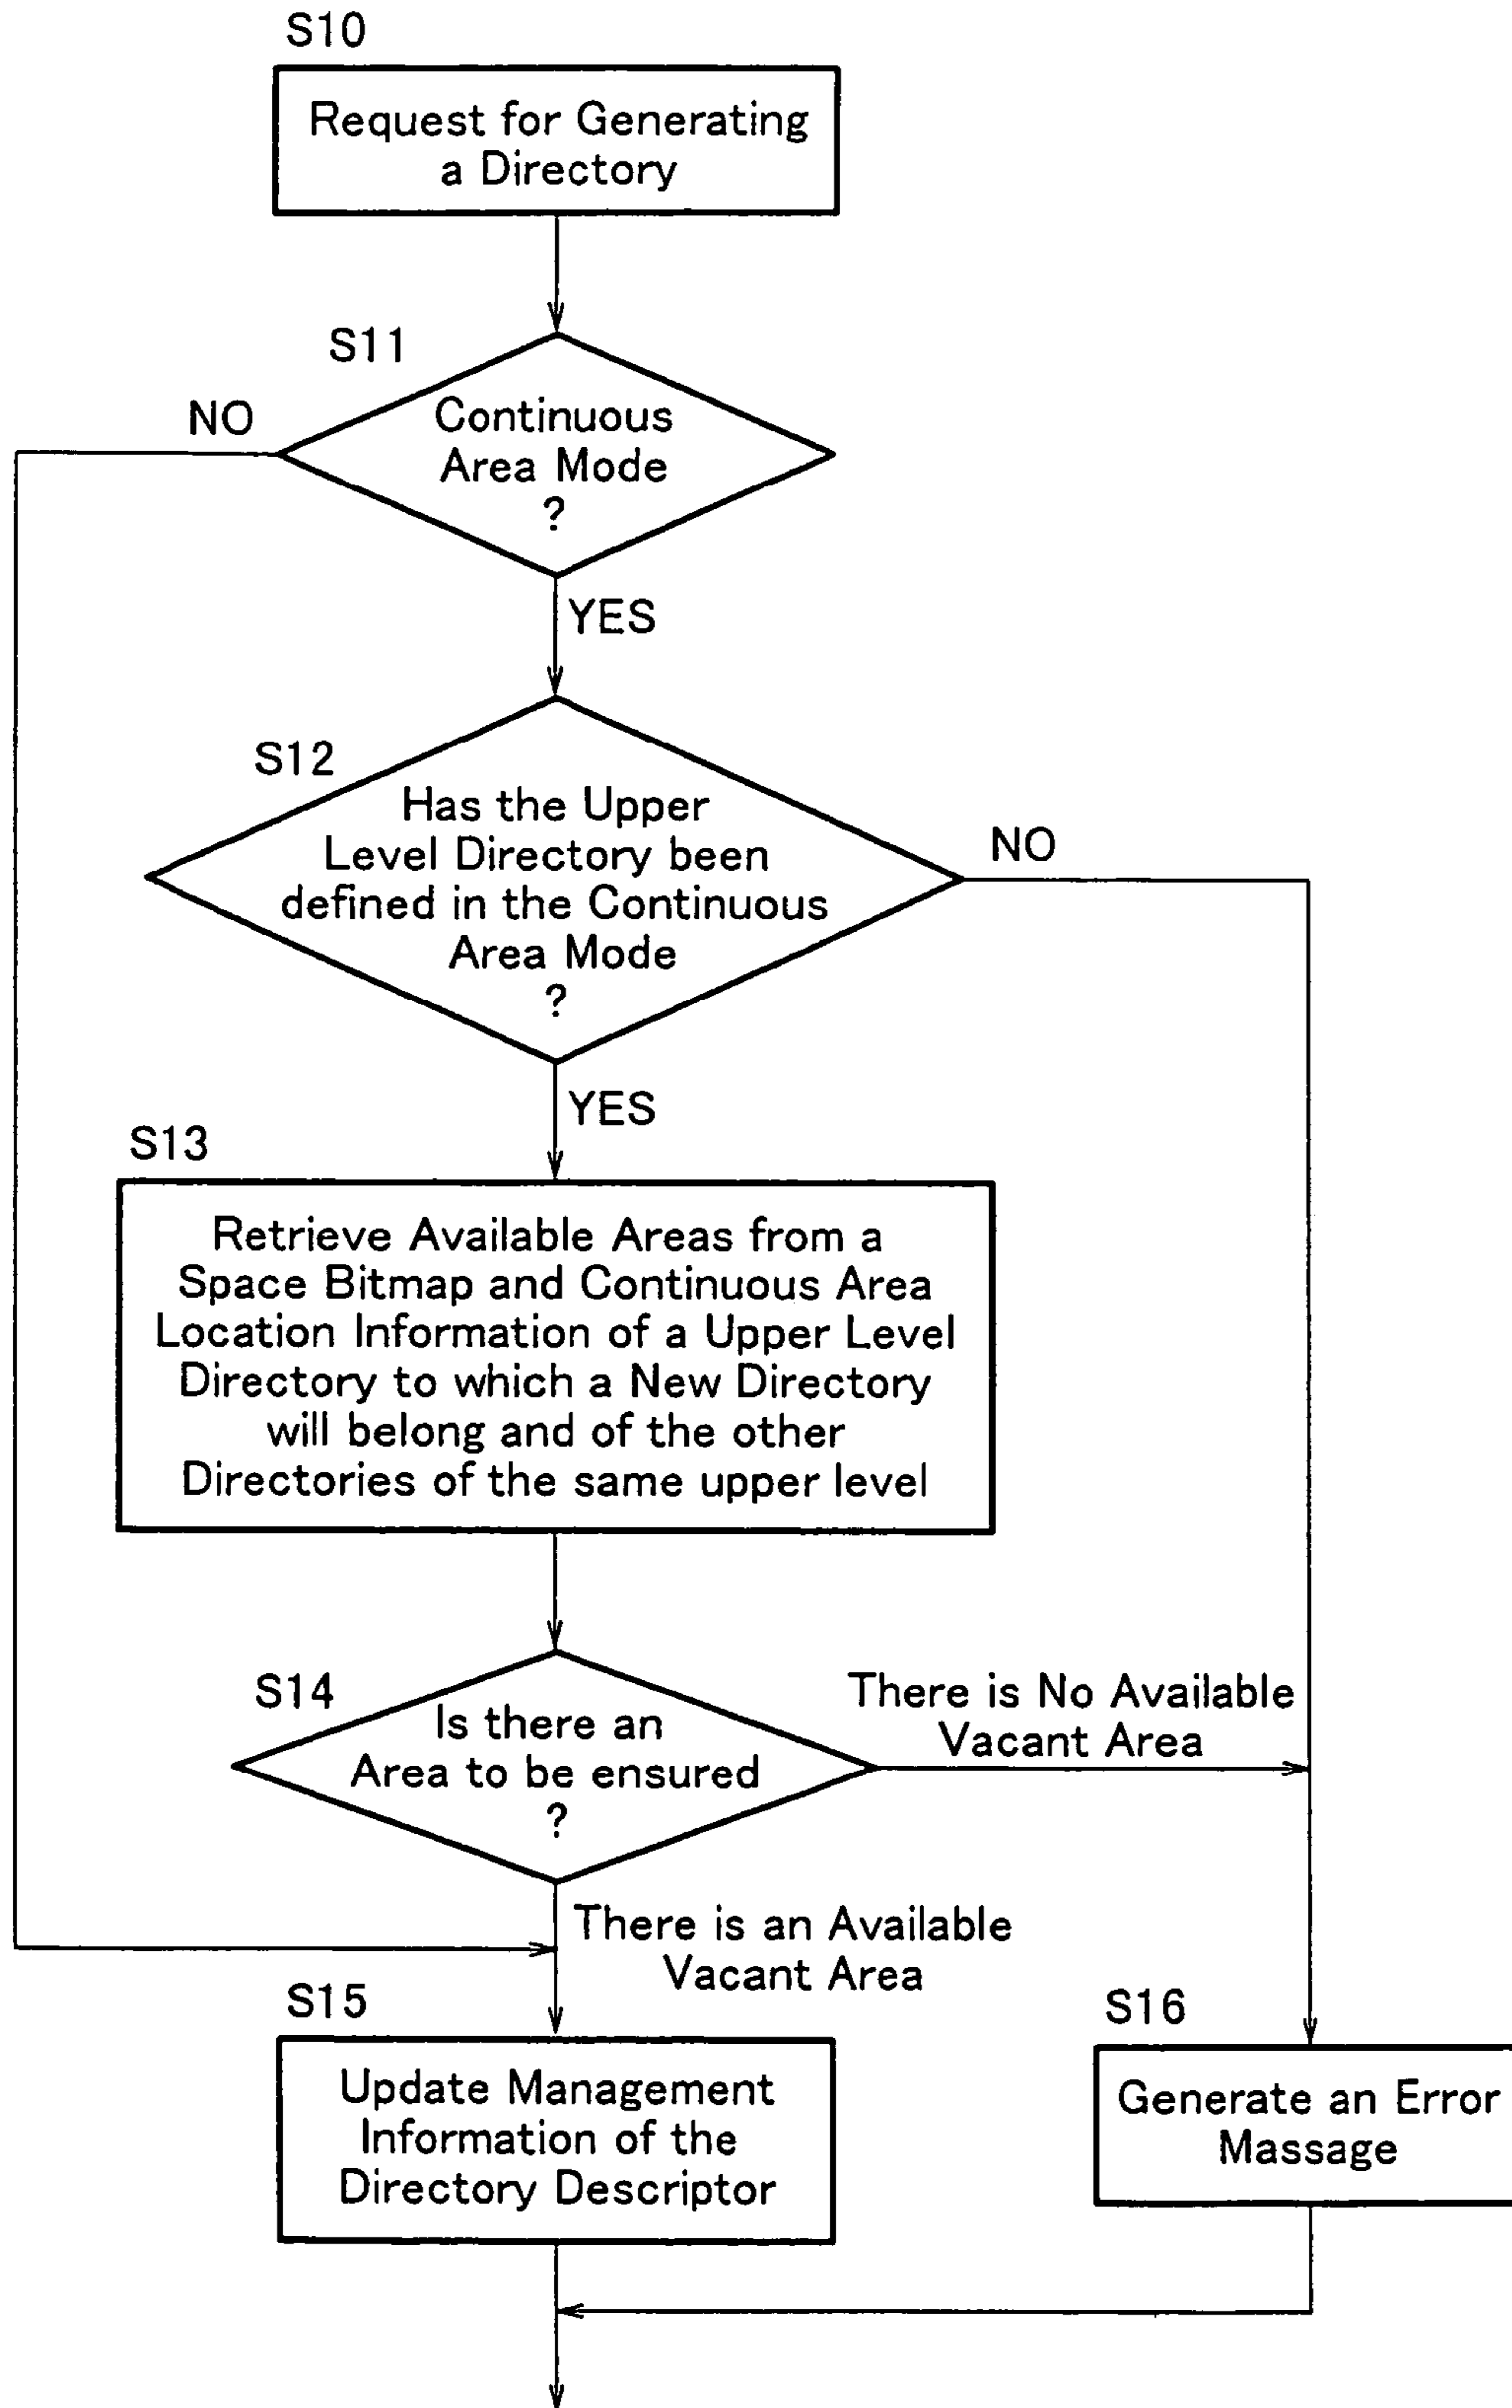 S10
Request for Generating
a Directory
S11
NO
Continuous
Area Mode
?
YES
S12
Has the Upper
Level Directory been
defined in the Continuous
Area Mode
?
NO
YES
S13
Retrieve Available Areas from a
Space Bitmap and Continuous Area
Location Information of a Upper Level
Directory to which a New Directory
will belong and of the other
Directories of the same upper level
S14
Is there an
Area to be ensured
?
There is No Available
Vacant Area
There is an Available
Vacant Area
S15
Update Management
Information of the
Directory Descriptor
S16
Generate an Error
Massage